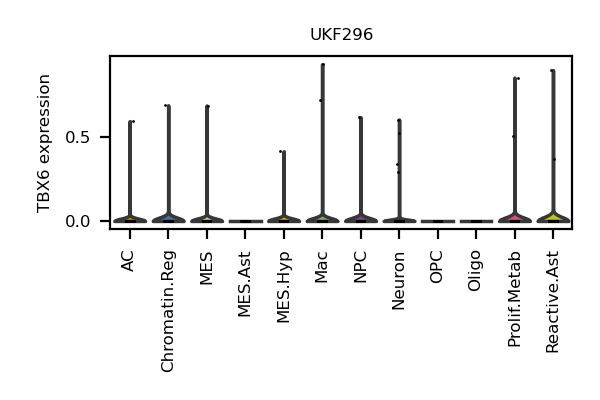 UKF296
TBX6 expression
0.5
0.0
AC
Chromatin.Reg
MES
MES.Ast
MES.Hyp
Mac
NPC
Neuron
OPC
Oligo
Prolif.Metab
Reactive.Ast